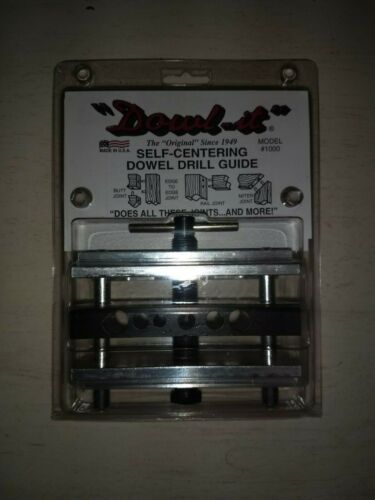 "Dowl-it"®
The "Original" Since 1949
MADE IN U.S.A.
MODEL
#1000
SELF-CENTERING
DOWEL DRILL GUIDE
BUTT
JOINT
EDGE
TO
EDGE
JOINT
RAIL JOINT
MITER
JOINT
"DOES ALL THESE JOINTS...AND MORE!"